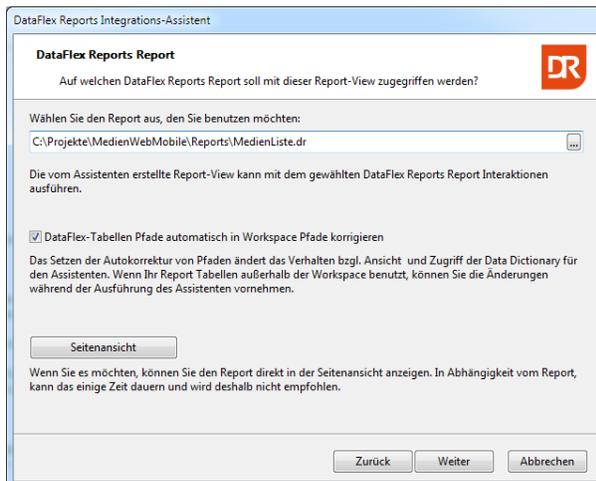 DataFlex Reports Integrations-Assistent
DataFlex Reports Report
Auf welchen DataFlex Reports Report soll mit dieser Report-View zugegriffen werden?
DR
Wählen Sie den Report aus, den Sie benutzen möchten:
C:\Projekte\MedienWebMobile\Reports\MedienListe.dr
...
Die vom Assistenten erstellte Report-View kann mit dem gewählten DataFlex Reports Report Interaktionen
ausführen.
DataFlex-Tabellen Pfade automatisch in Workspace Pfade korrigieren
Das Setzen der Autokorrektur von Pfaden ändert das Verhalten bzgl. Ansicht und Zugriff der Data Dictionary für
den Assistenten. Wenn Ihr Report Tabellen außerhalb der Workspace benutzt, können Sie die Änderungen
während der Ausführung des Assistenten vornehmen.
Seitenansicht
Wenn Sie es möchten, können Sie den Report direkt in der Seitenansicht anzeigen. In Abhängigkeit vom Report,
kann das einige Zeit dauern und wird deshalb nicht empfohlen.
Zurück Weiter Abbrechen